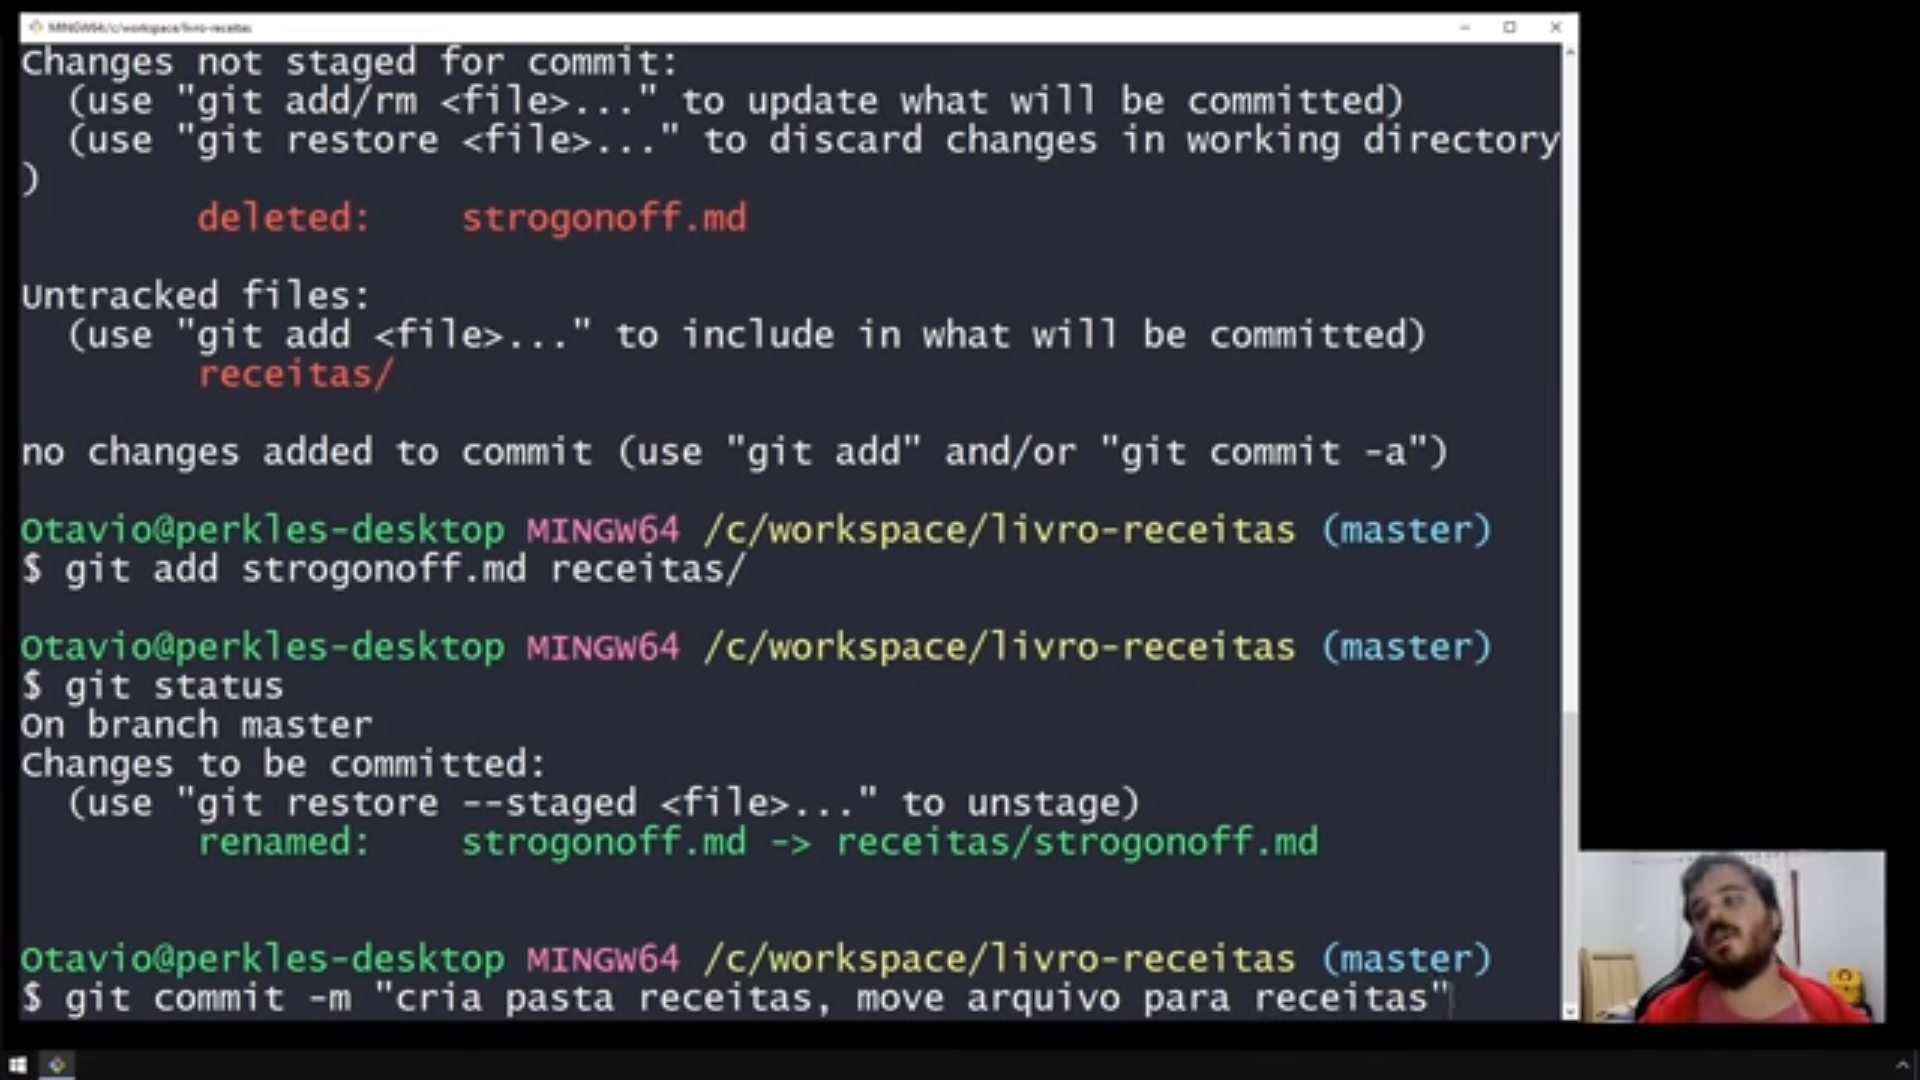 MINGW64:/c/workspace/livro-receitas
Changes not staged for commit:
  (use "git add/rm <file>..." to update what will be committed)
  (use "git restore <file>..." to discard changes in working directory
)
        deleted:    strogonoff.md

Untracked files:
  (use "git add <file>..." to include in what will be committed)
        receitas/

no changes added to commit (use "git add" and/or "git commit -a")

Otavio@perkles-desktop MINGW64 /c/workspace/livro-receitas (master)
$ git add strogonoff.md receitas/

Otavio@perkles-desktop MINGW64 /c/workspace/livro-receitas (master)
$ git status
On branch master
Changes to be committed:
  (use "git restore --staged <file>..." to unstage)
        renamed:    strogonoff.md -> receitas/strogonoff.md

Otavio@perkles-desktop MINGW64 /c/workspace/livro-receitas (master)
$ git commit -m "cria pasta receitas, move arquivo para receitas"